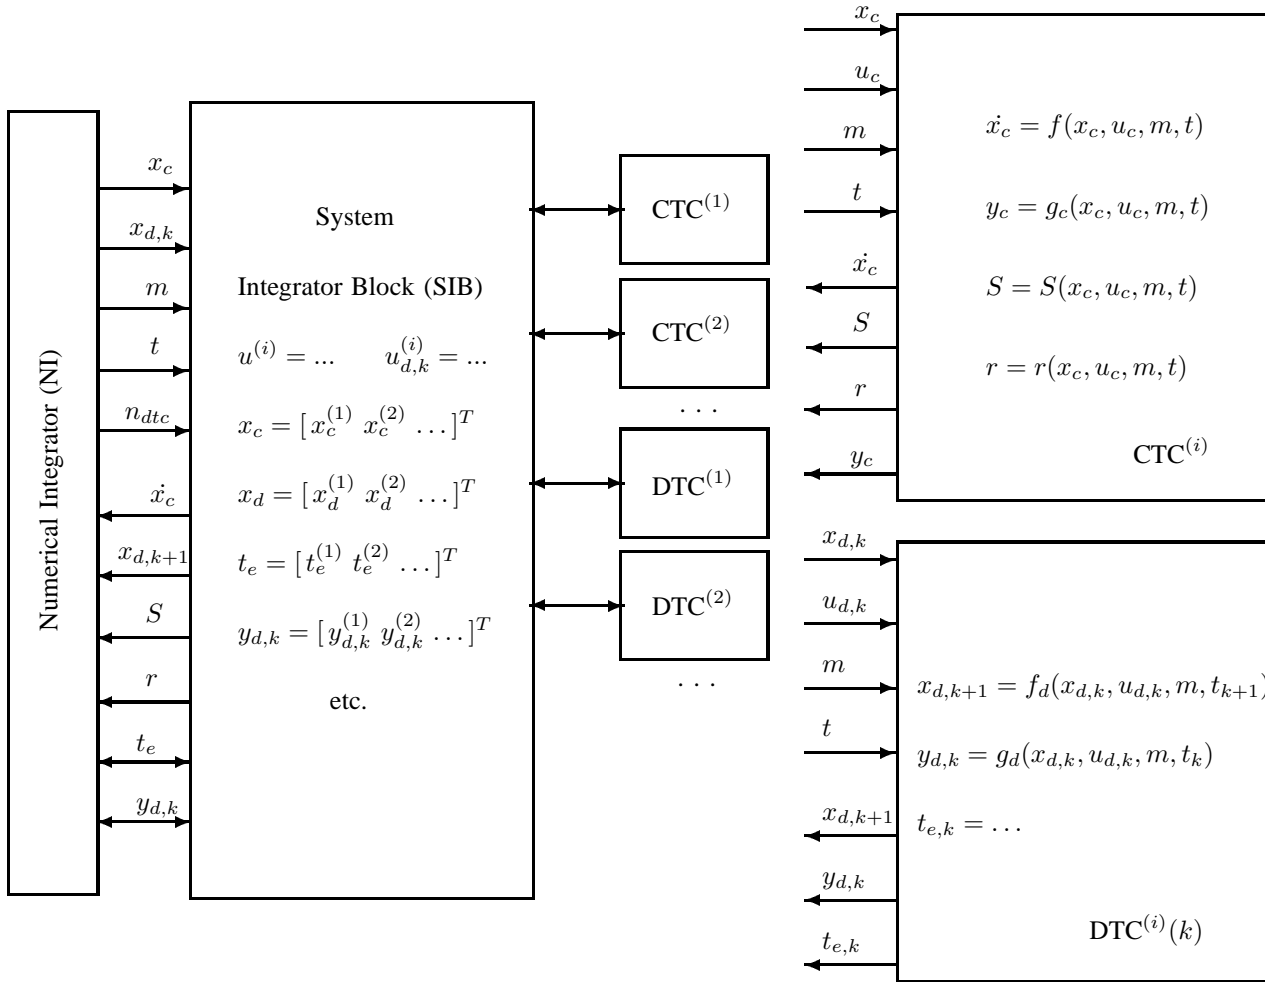 Numerical Integrator (NI)
x_c
x_{d,k}
m
t
n_{dtc}
ẋ_c
x_{d,k+1}
S
r
t_e
y_{d,k}
System
Integrator Block (SIB)
u^{(i)} = ... u_{d,k}^{(i)} = ...
x_c = [ x_c^{(1)} x_c^{(2)} … ]^T
x_d = [ x_d^{(1)} x_d^{(2)} … ]^T
t_e = [ t_e^{(1)} t_e^{(2)} … ]^T
y_{d,k} = [ y_{d,k}^{(1)} y_{d,k}^{(2)} … ]^T
etc.
CTC^{(1)}
CTC^{(2)}
. . .
DTC^{(1)}
DTC^{(2)}
. . .
x_c
u_c
m
t
ẋ_c
S
r
y_c
ẋ_c = f(x_c, u_c, m, t)
y_c = g_c(x_c, u_c, m, t)
S = S(x_c, u_c, m, t)
r = r(x_c, u_c, m, t)
CTC^{(i)}
x_{d,k}
u_{d,k}
m
t
x_{d,k+1}
y_{d,k}
t_{e,k}
x_{d,k+1} = f_d(x_{d,k}, u_{d,k}, m, t_{k+1})
y_{d,k} = g_d(x_{d,k}, u_{d,k}, m, t_k)
t_{e,k} = …
DTC^{(i)}(k)